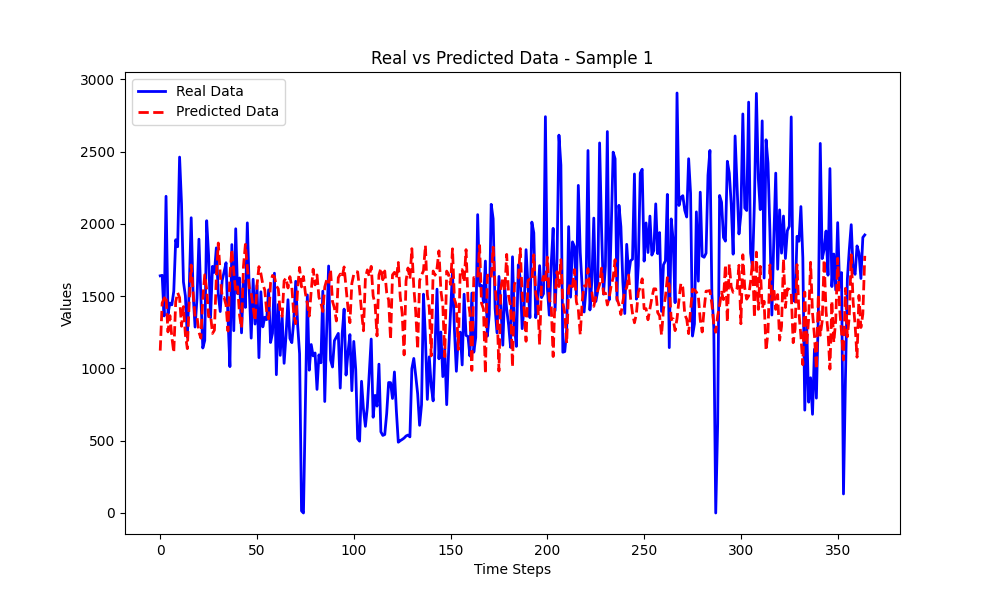 Real vs Predicted Data - Sample 1
Real Data
Predicted Data
Values
3000
2500
2000
1500
1000
500
0
0 50 100 150 200 250 300 350
Time Steps